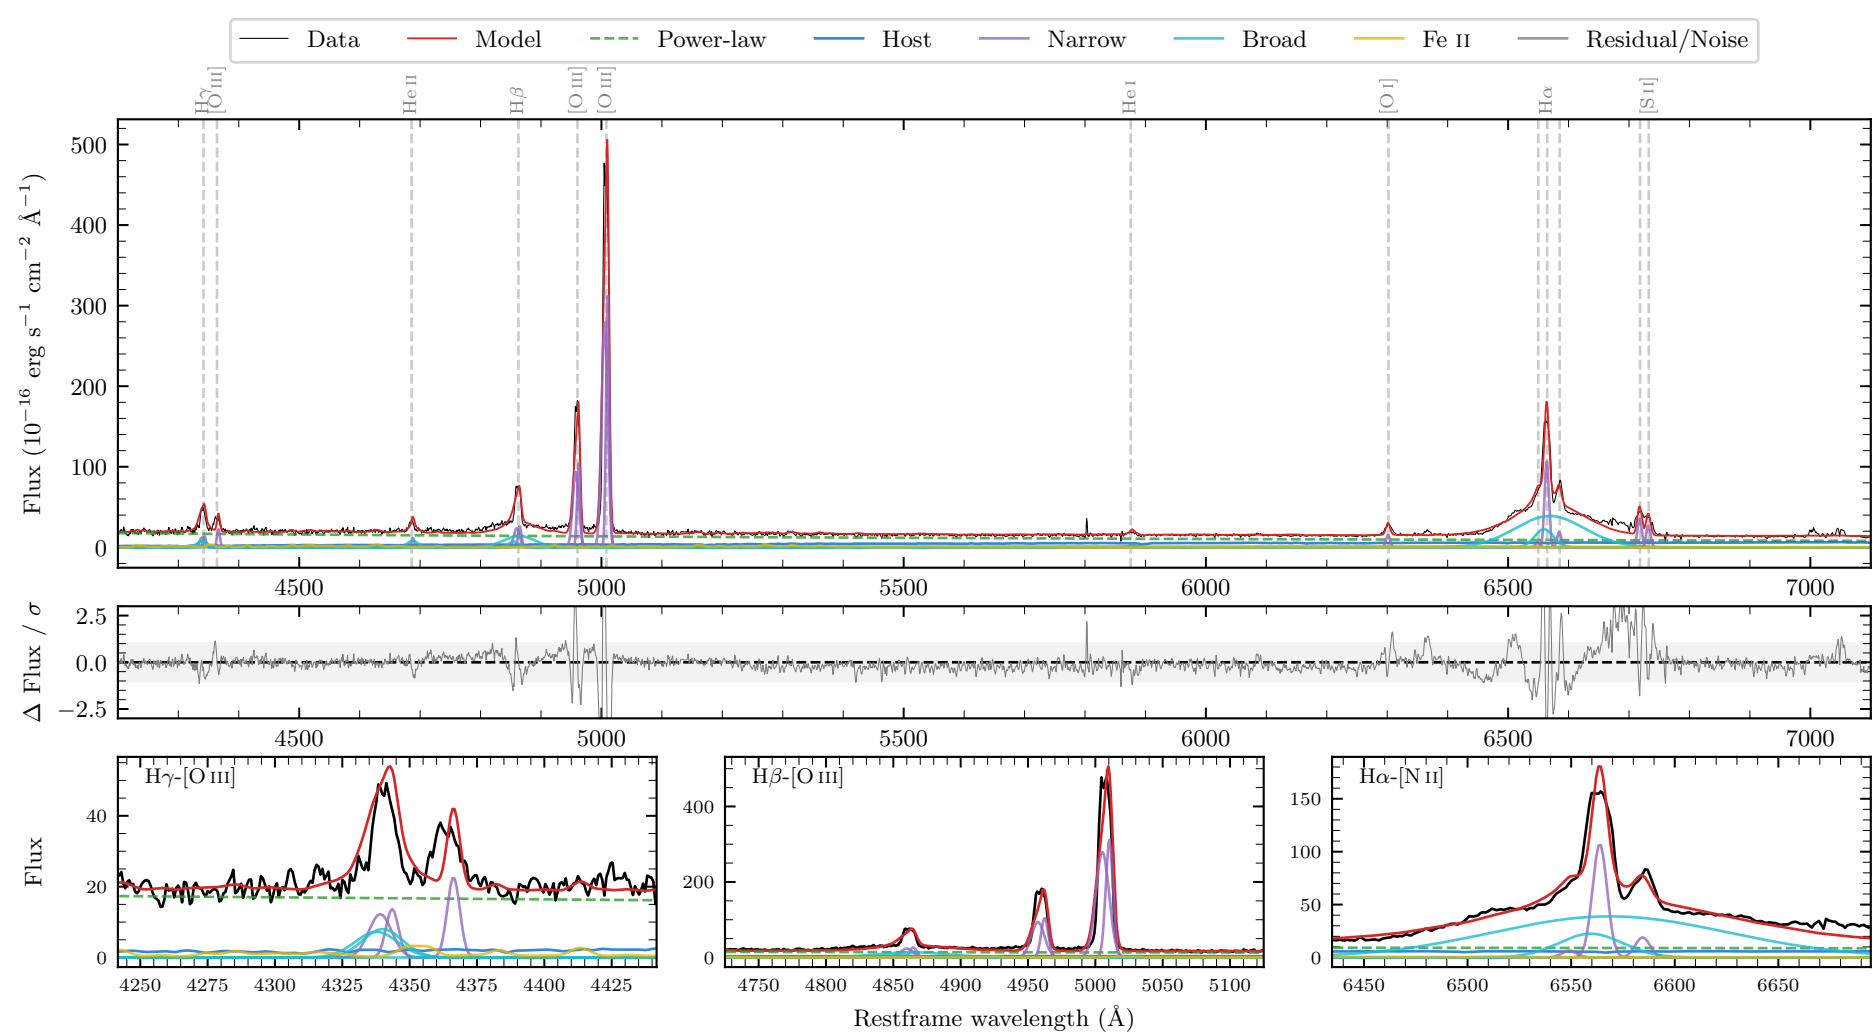 Data Model Power-law Host Narrow Broad Fe II Residual/Noise
Hγ [O III] He II Hβ [O III] [O III] He I [O I] Hα [S II]
Flux (10⁻¹⁶ erg s⁻¹ cm⁻² Å⁻¹)
500
400
300
200
100
0
4500 5000 5500 6000 6500 7000
Δ Flux / σ
2.5
0.0
−2.5
4500 5000 5500 6000 6500 7000
Flux
Hγ-[O III]
40
20
0
4250 4275 4300 4325 4350 4375 4400 4425
Hβ-[O III]
400
200
0
4750 4800 4850 4900 4950 5000 5050 5100
Hα-[N II]
150
100
50
0
6450 6500 6550 6600 6650
Restframe wavelength (Å)